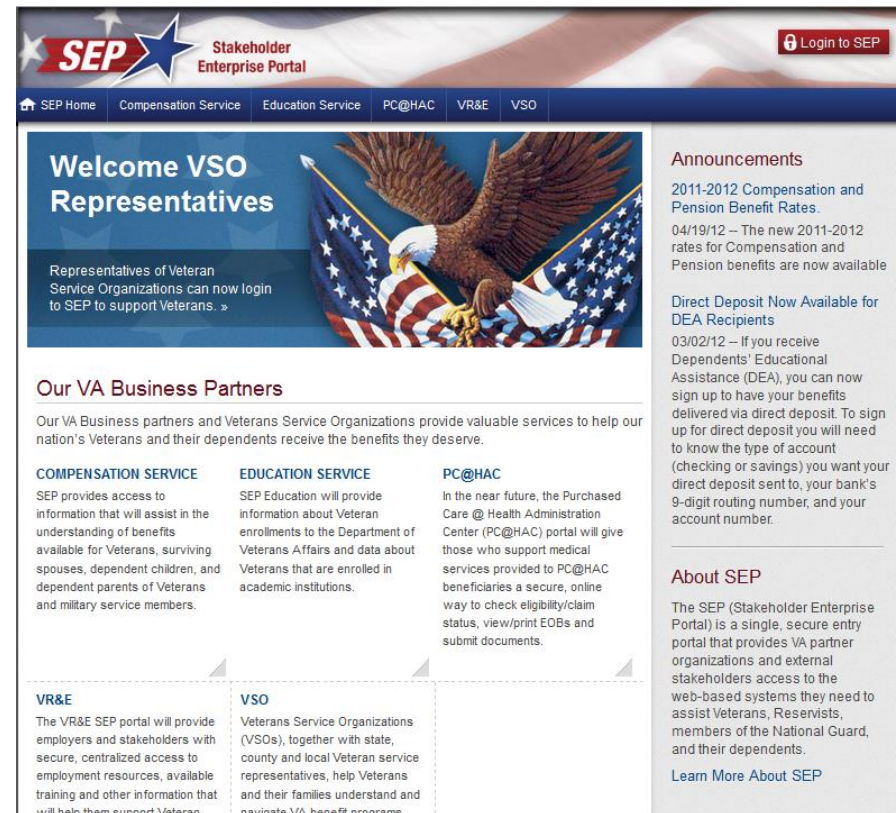 SEP
Stakeholder
Enterprise Portal
Login to SEP
SEP Home Compensation Service Education Service PC@HAC VR&E VSO
Welcome VSO
Representatives
Representatives of Veteran
Service Organizations can now login
to SEP to support Veterans. »
Our VA Business Partners
Our VA Business partners and Veterans Service Organizations provide valuable services to help our
nation's Veterans and their dependents receive the benefits they deserve.
COMPENSATION SERVICE
SEP provides access to
information that will assist in the
understanding of benefits
available for Veterans, surviving
spouses, dependent children, and
dependent parents of Veterans
and military service members.
EDUCATION SERVICE
SEP Education will provide
information about Veteran
enrollments to the Department of
Veterans Affairs and data about
Veterans that are enrolled in
academic institutions.
PC@HAC
In the near future, the Purchased
Care @ Health Administration
Center (PC@HAC) portal will give
those who support medical
services provided to PC@HAC
beneficiaries a secure, online
way to check eligibility/claim
status, view/print EOBs and
submit documents.
VR&E
The VR&E SEP portal will provide
employers and stakeholders with
secure, centralized access to
employment resources, available
training and other information that
will help them support Veteran
VSO
Veterans Service Organizations
(VSOs), together with state,
county and local Veteran service
representatives, help Veterans
and their families understand and
navigate VA benefit programs
Announcements
2011-2012 Compensation and
Pension Benefit Rates.
04/19/12 -- The new 2011-2012
rates for Compensation and
Pension benefits are now available
Direct Deposit Now Available for
DEA Recipients
03/02/12 -- If you receive
Dependents' Educational
Assistance (DEA), you can now
sign up to have your benefits
delivered via direct deposit. To sign
up for direct deposit you will need
to know the type of account
(checking or savings) you want your
direct deposit sent to, your bank's
9-digit routing number, and your
account number.
About SEP
The SEP (Stakeholder Enterprise
Portal) is a single, secure entry
portal that provides VA partner
organizations and external
stakeholders access to the
web-based systems they need to
assist Veterans, Reservists,
members of the National Guard,
and their dependents.
Learn More About SEP